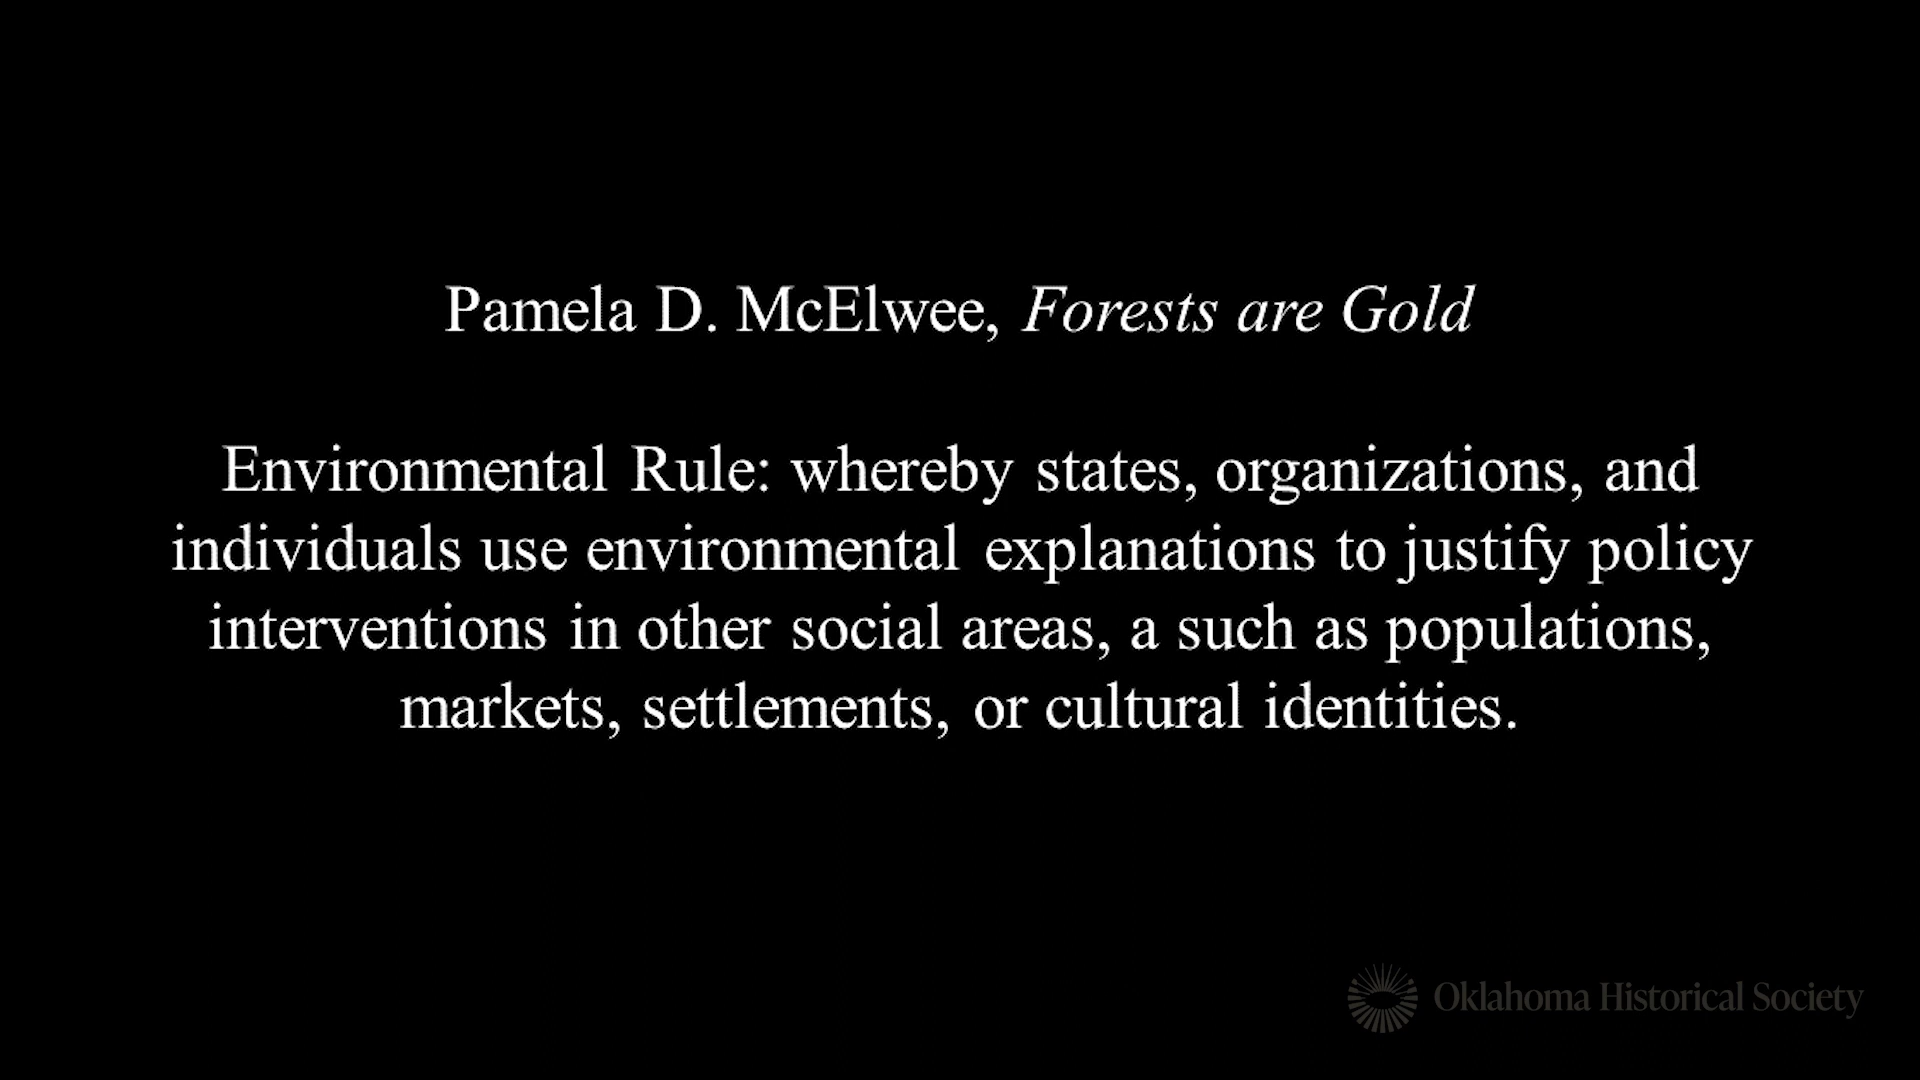 Pamela D. McElwee, Forests are Gold
Environmental Rule: whereby states, organizations, and
individuals use environmental explanations to justify policy
interventions in other social areas, a such as populations,
markets, settlements, or cultural identities.
Oklahoma Historical Society